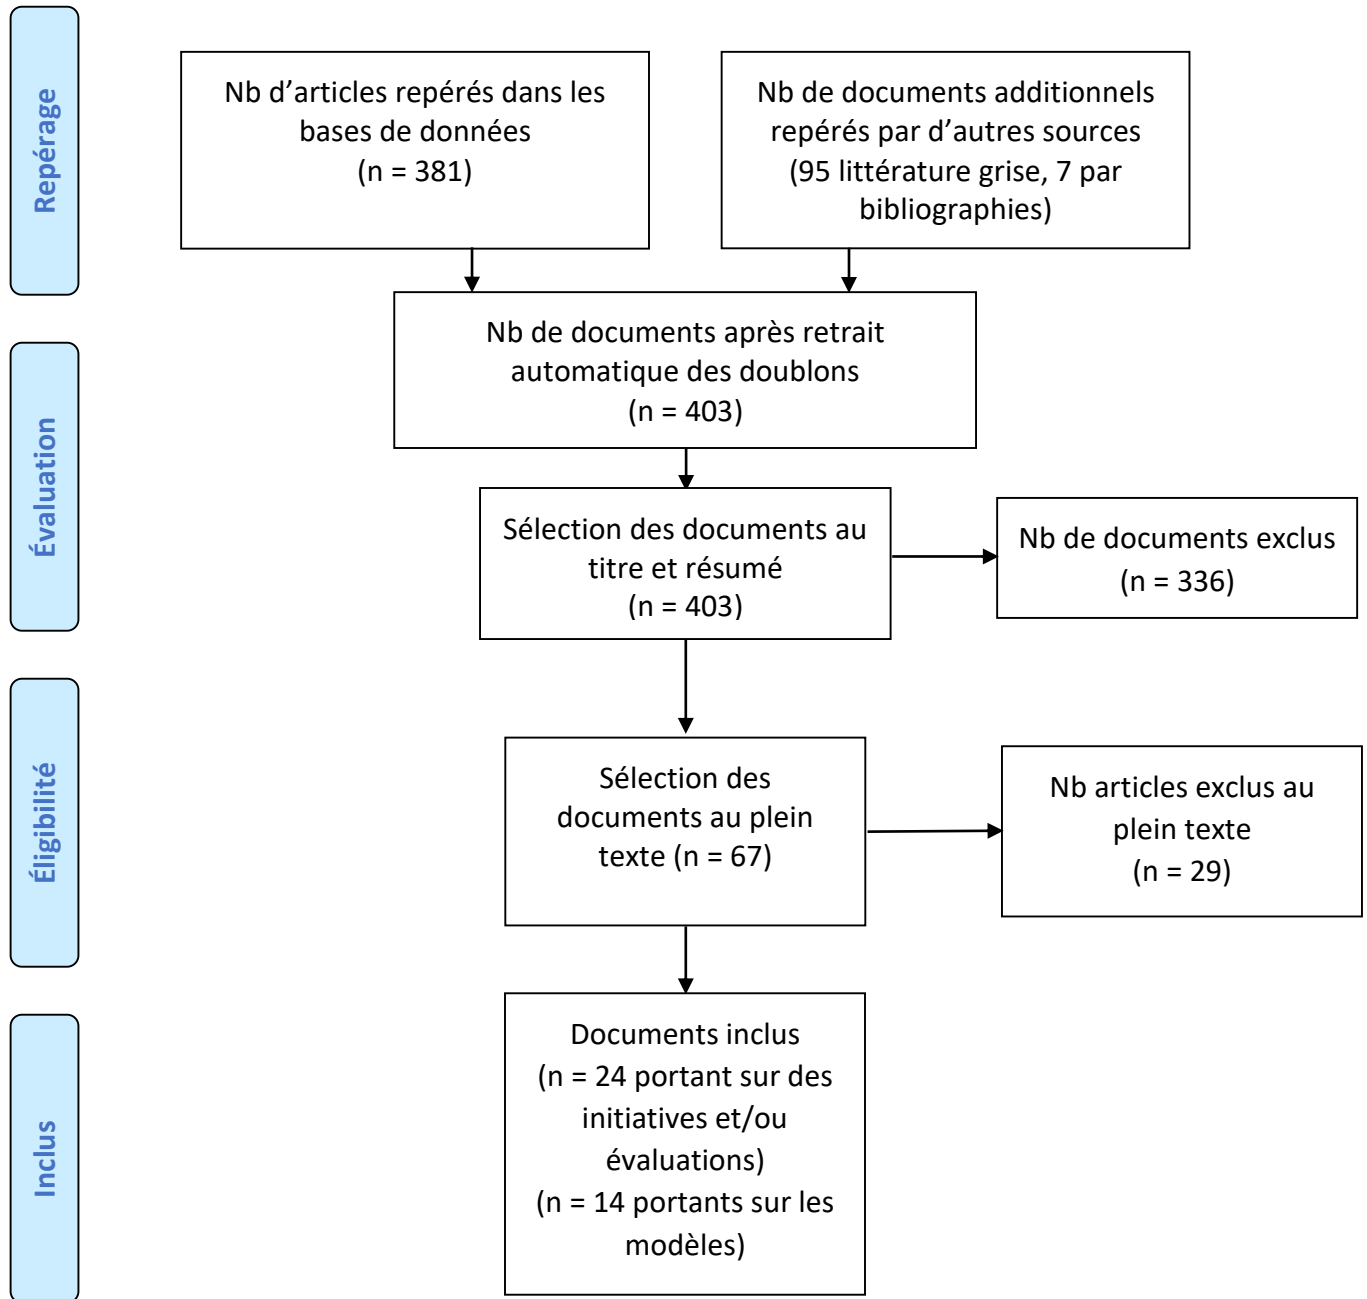 Repérage
Nb d’articles repérés dans les
bases de données
(n = 381)
Nb de documents additionnels
repérés par d’autres sources
(95 littérature grise, 7 par
bibliographies)
Nb de documents après retrait
automatique des doublons
(n = 403)
Évaluation
Sélection des documents au
titre et résumé
(n = 403)
Nb de documents exclus
(n = 336)
Éligibilité
Sélection des
documents au plein
texte (n = 67)
Nb articles exclus au
plein texte
(n = 29)
Inclus
Documents inclus
(n = 24 portant sur des
initiatives et/ou
évaluations)
(n = 14 portants sur les
modèles)